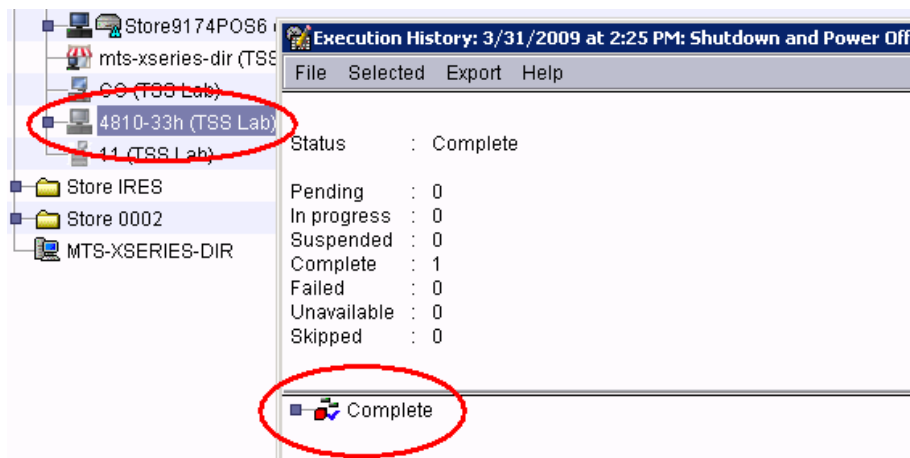 Store9174POS6
mts-xseries-dir (TSS
CO (TSS Lab)
4810-33h (TSS Lab)
11 (TSS Lab)
Store IRES
Store 0002
MTS-XSERIES-DIR
Execution History: 3/31/2009 at 2:25 PM: Shutdown and Power Off
File Selected Export Help
Status : Complete
Pending : 0
In progress : 0
Suspended : 0
Complete : 1
Failed : 0
Unavailable : 0
Skipped : 0
Complete